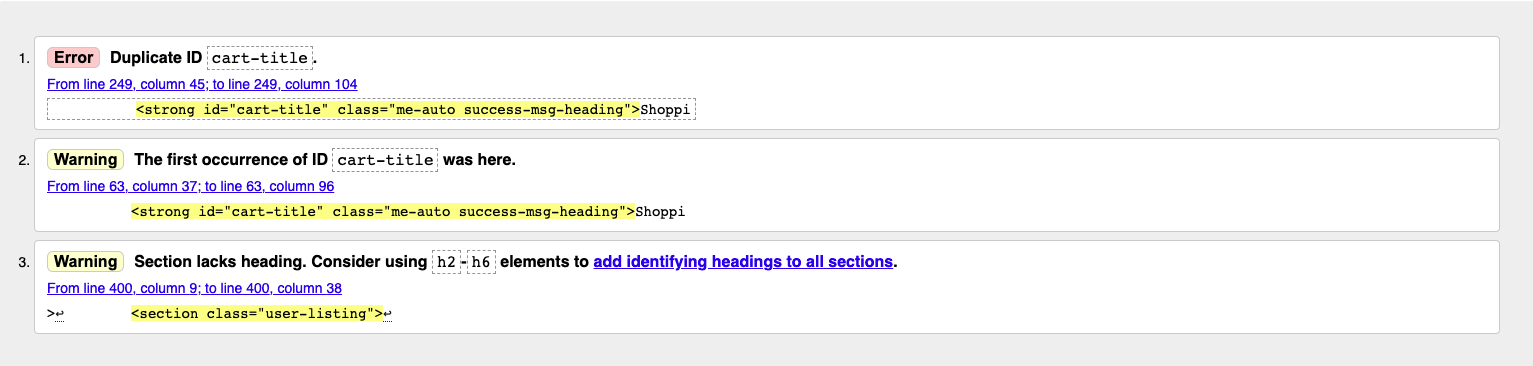 1. Error Duplicate ID cart-title.
From line 249, column 45; to line 249, column 104
<strong id="cart-title" class="me-auto success-msg-heading">Shoppi
2. Warning The first occurrence of ID cart-title was here.
From line 63, column 37; to line 63, column 96
<strong id="cart-title" class="me-auto success-msg-heading">Shoppi
3. Warning Section lacks heading. Consider using h2-h6 elements to add identifying headings to all sections.
From line 400, column 9; to line 400, column 38
>↩ <section class="user-listing">↩